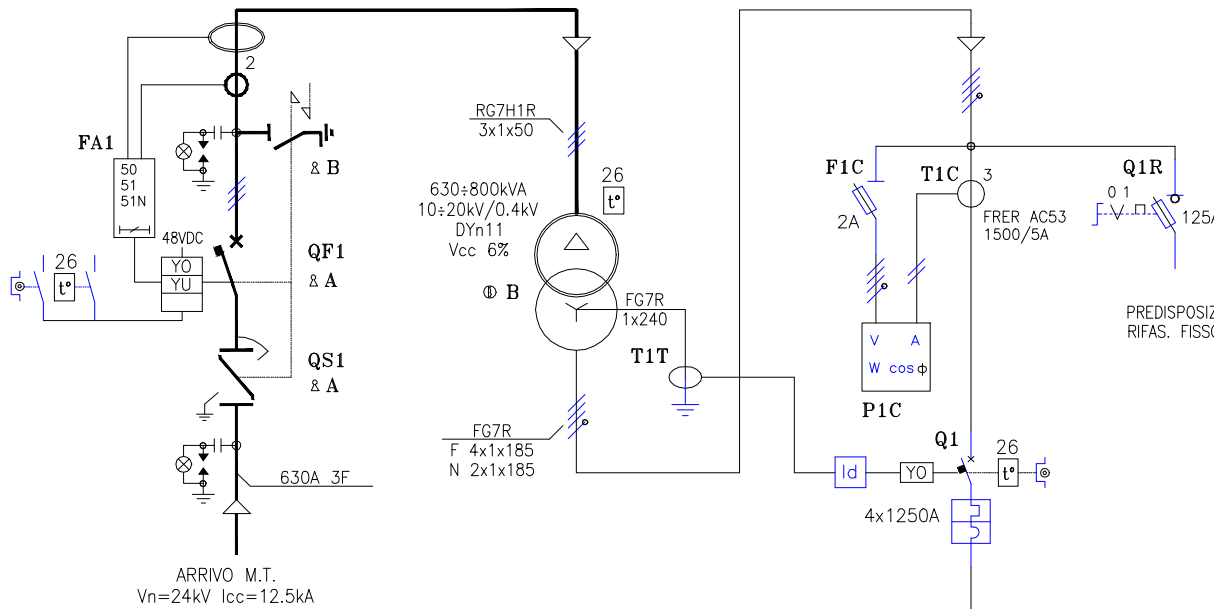 2
FA1
50
51
51N
& B
48VDC
YO
YU
QF1
& A
26
t°
QS1
& A
630A 3F
ARRIVO M.T.
Vn=24kV Icc=12.5kA
RG7H1R
3x1x50
630÷800kVA
10÷20kV/0.4kV
DYn11
Vcc 6%
26
t°
B
FG7R
1x240
T1T
FG7R
F 4x1x185
N 2x1x185
F1C
2A
T1C
3
FRER AC53
1500/5A
Q1R
0 1
125A
PREDISPOSIZ
RIFAS. FISSO
V A
W cosϕ
P1C
Q1
26
t°
Id
YO
4x1250A